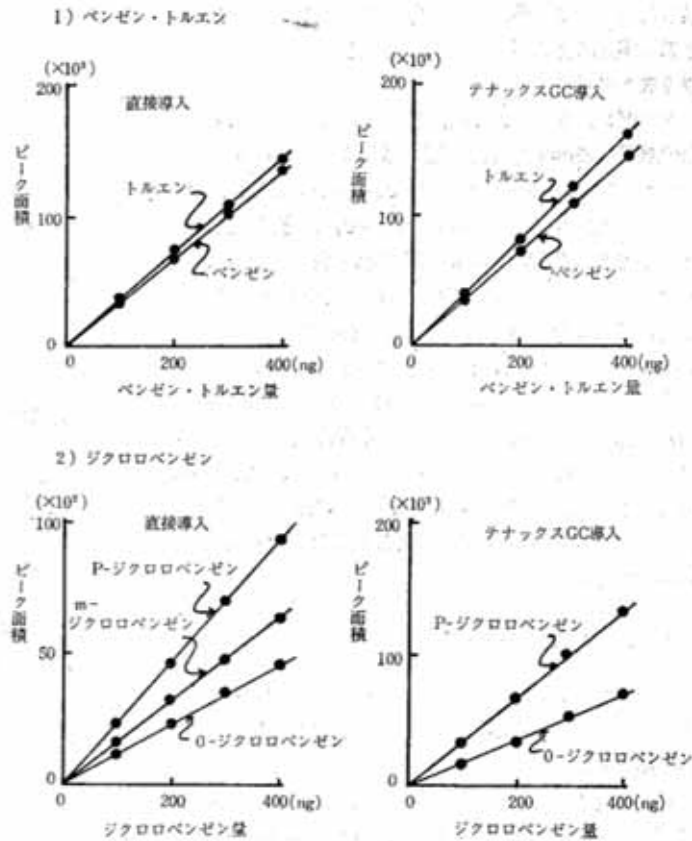 1) ベンゼン・トルエン
(×10³)
200
直接導入
ピーク面積
トルエン
100
ベンゼン
0
0 200 400(ng)
ベンゼン・トルエン量
(×10³)
200
テナックスGC導入
ピーク面積
トルエン
100
ベンゼン
0
0 200 400(ng)
ベンゼン・トルエン量
2) ジクロロベンゼン
100
直接導入
ピーク面積
P-ジクロロベンゼン
m-
ジクロロベンゼン
50
O-ジクロロベンゼン
0
0 200 400(ng)
ジクロロベンゼン量
200
テナックスGC導入
ピーク面積
P-ジクロロベンゼン
100
O-ジクロロベンゼン
0
0 200 400(ng)
ジクロロベンゼン量